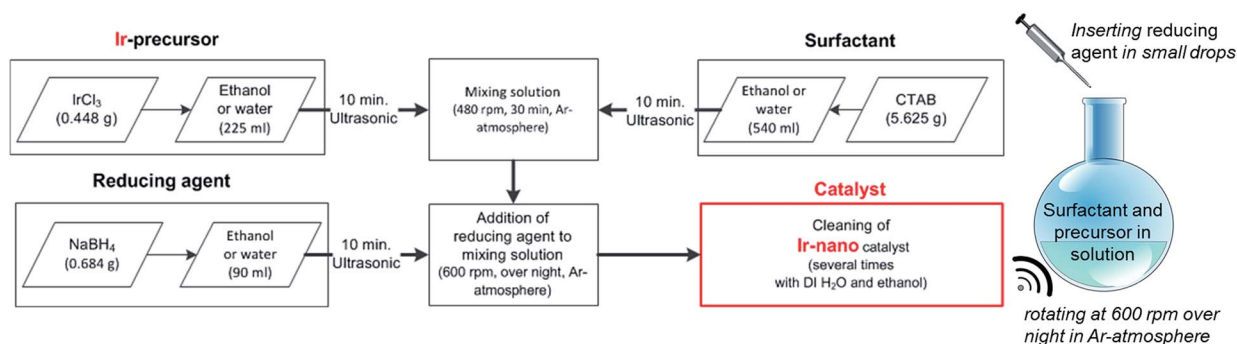 Ir-precursor
IrCl₃
(0.448 g)
Ethanol
or water
(225 ml)
10 min.
Ultrasonic
Mixing solution
(480 rpm, 30 min, Ar-
atmosphere)
Surfactant
10 min.
Ultrasonic
Ethanol or
water
(540 ml)
CTAB
(5.625 g)
Reducing agent
NaBH₄
(0.684 g)
Ethanol
or water
(90 ml)
10 min.
Ultrasonic
Addition of
reducing agent to
mixing solution
(600 rpm, over night, Ar-
atmosphere)
Catalyst
Cleaning of
Ir-nano catalyst
(several times
with DI H₂O and ethanol)
Inserting reducing
agent in small drops
Surfactant and
precursor in
solution
rotating at 600 rpm over
night in Ar-atmosphere